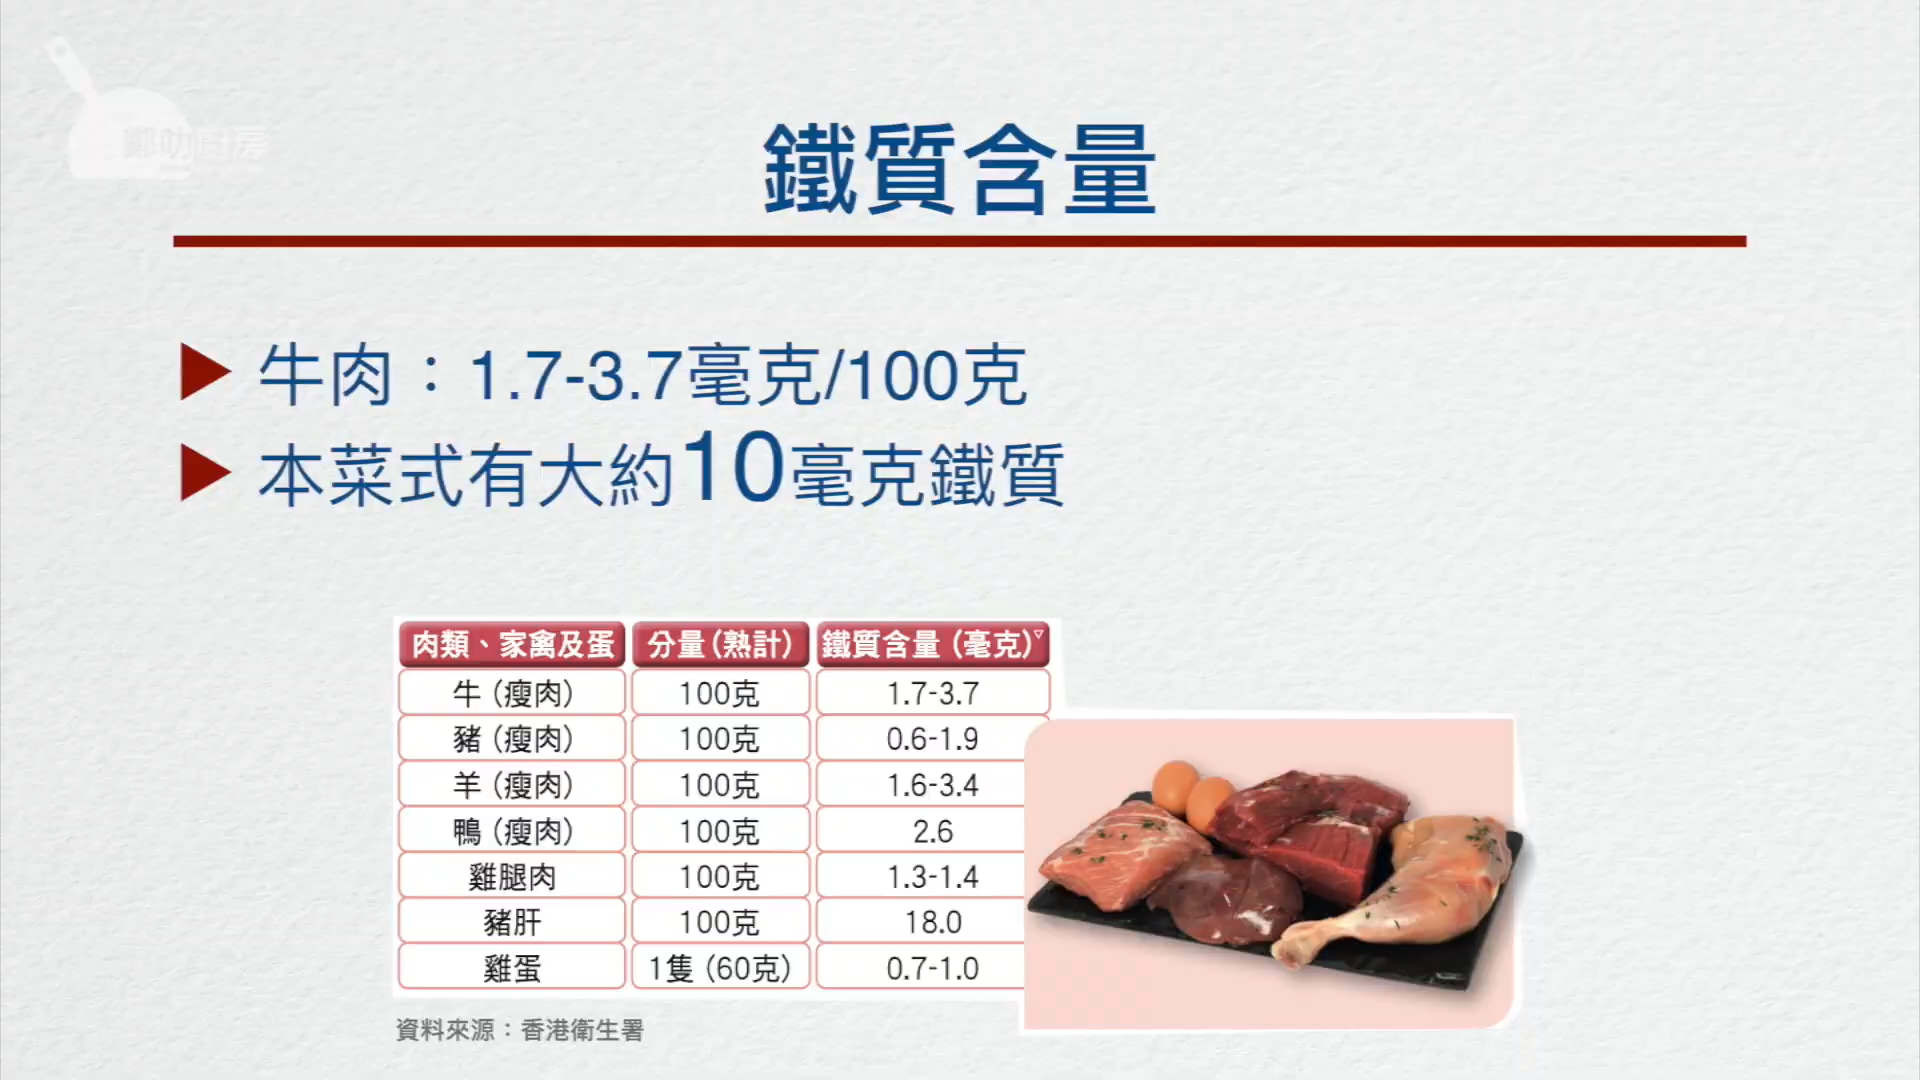 鐵質含量
牛肉：1.7-3.7毫克/100克
本菜式有大約10毫克鐵質
肉類、家禽及蛋 分量(熟計) 鐵質含量(毫克)▽
牛(瘦肉) 100克 1.7-3.7
豬(瘦肉) 100克 0.6-1.9
羊(瘦肉) 100克 1.6-3.4
鴨(瘦肉) 100克 2.6
雞腿肉 100克 1.3-1.4
豬肝 100克 18.0
雞蛋 1隻(60克) 0.7-1.0
資料來源：香港衛生署